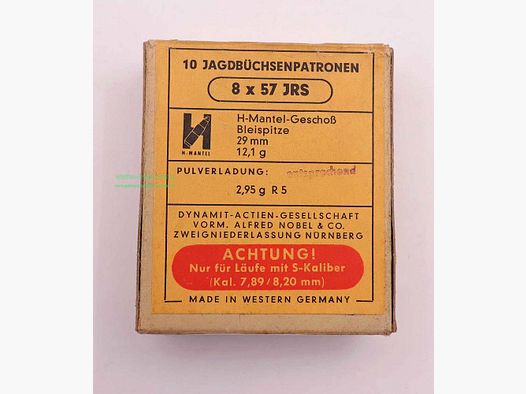 10 JAGDBÜCHSENPATRONEN
8 x 57 JRS
H-Mantel-Geschoß
Bleispitze
29 mm
12,1 g
H-MANTEL
PULVERLADUNG: entsprechend
2,95 g R 5
DYNAMIT-ACTIEN-GESELLSCHAFT
VORM. ALFRED NOBEL & CO.
ZWEIGNIEDERLASSUNG NÜRNBERG
ACHTUNG!
Nur für Läufe mit S-Kaliber
(Kal. 7,89/8,20 mm)
MADE IN WESTERN GERMANY